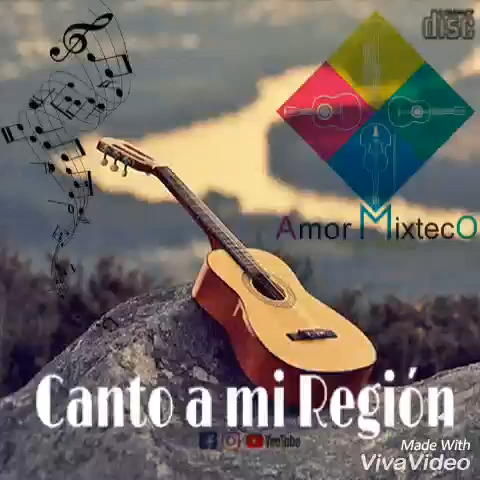 disc
Amor MixtecO
Canto a mi Región
YouTube
Made With
VivaVideo